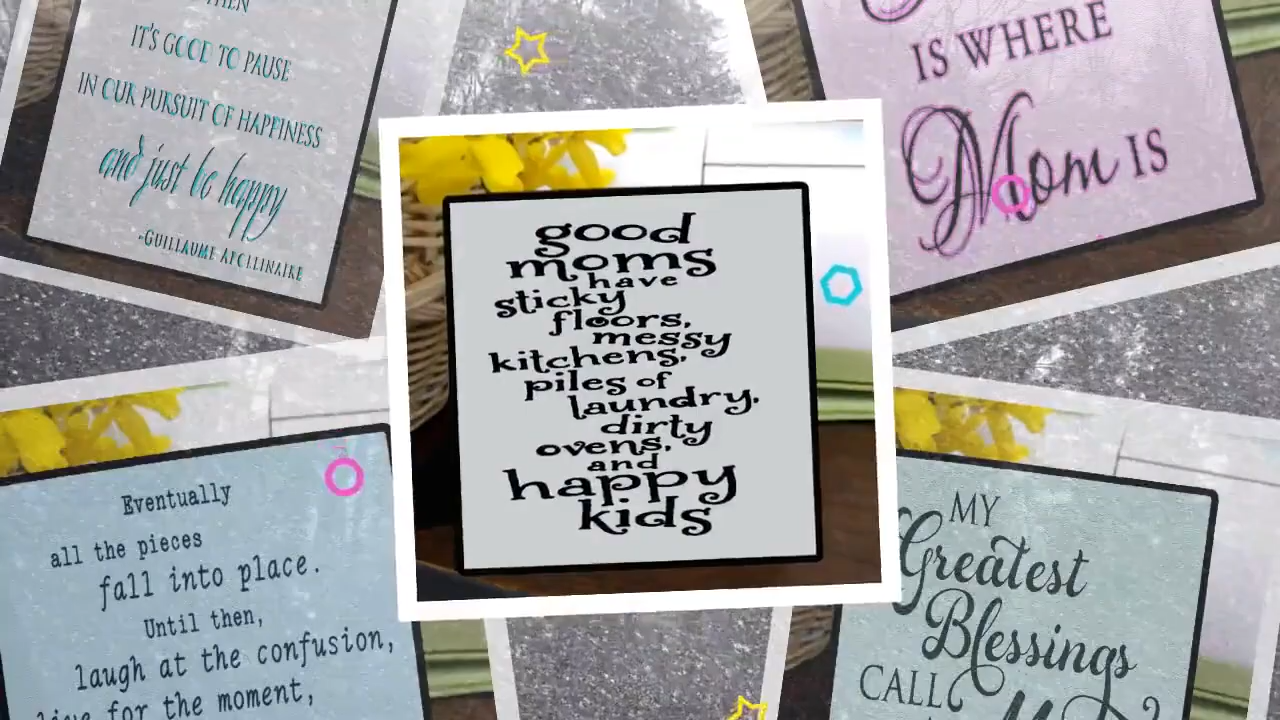 THEN
IT'S GOOD TO PAUSE
IN OUR PURSUIT OF HAPPINESS
and just be happy
-GUILLAUME APOLLINAIRE
IS WHERE
Mom IS
good
moms
have
sticky
floors,
messy
kitchens,
piles of
laundry,
dirty
ovens,
and
happy
kids
Eventually
all the pieces
fall into place.
Until then,
laugh at the confusion,
live for the moment,
MY
Greatest
Blessings
CALL